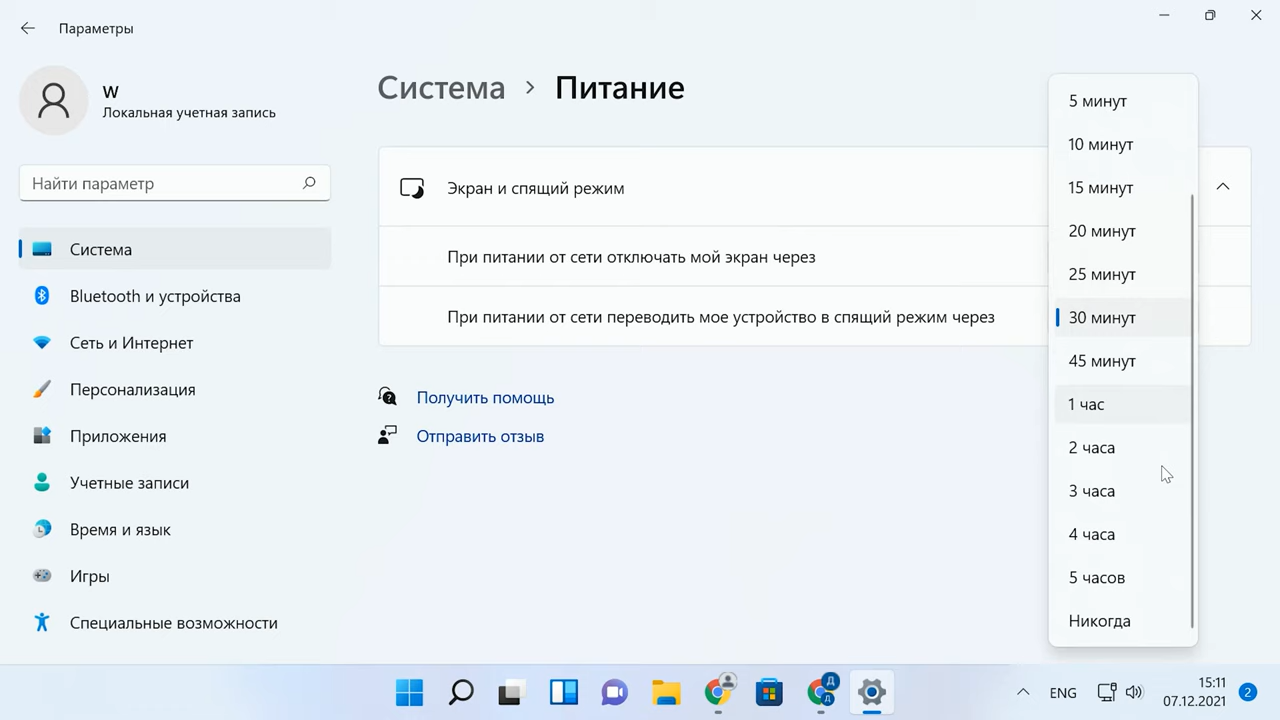 Параметры
W
Локальная учетная запись
Найти параметр
Система
Bluetooth и устройства
Сеть и Интернет
Персонализация
Приложения
Учетные записи
Время и язык
Игры
Специальные возможности
Система > Питание
Экран и спящий режим
При питании от сети отключать мой экран через
При питании от сети переводить мое устройство в спящий режим через
Получить помощь
Отправить отзыв
5 минут
10 минут
15 минут
20 минут
25 минут
30 минут
45 минут
1 час
2 часа
3 часа
4 часа
5 часов
Никогда
Д
Д
ENG
15:11
07.12.2021
2